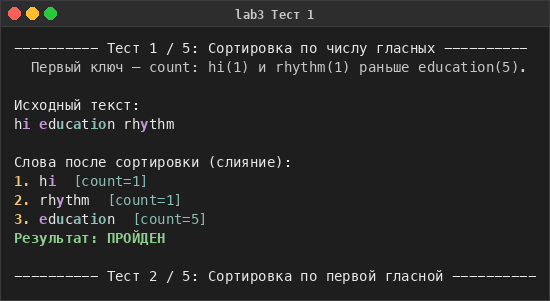 lab3 Тест 1
—————————— Тест 1 / 5: Сортировка по числу гласных ——————————
Первый ключ — count: hi(1) и rhythm(1) раньше education(5).
Исходный текст:
hi education rhythm
Слова после сортировки (слияние):
1. hi [count=1]
2. rhythm [count=1]
3. education [count=5]
Результат: ПРОЙДЕН
—————————— Тест 2 / 5: Сортировка по первой гласной ——————————